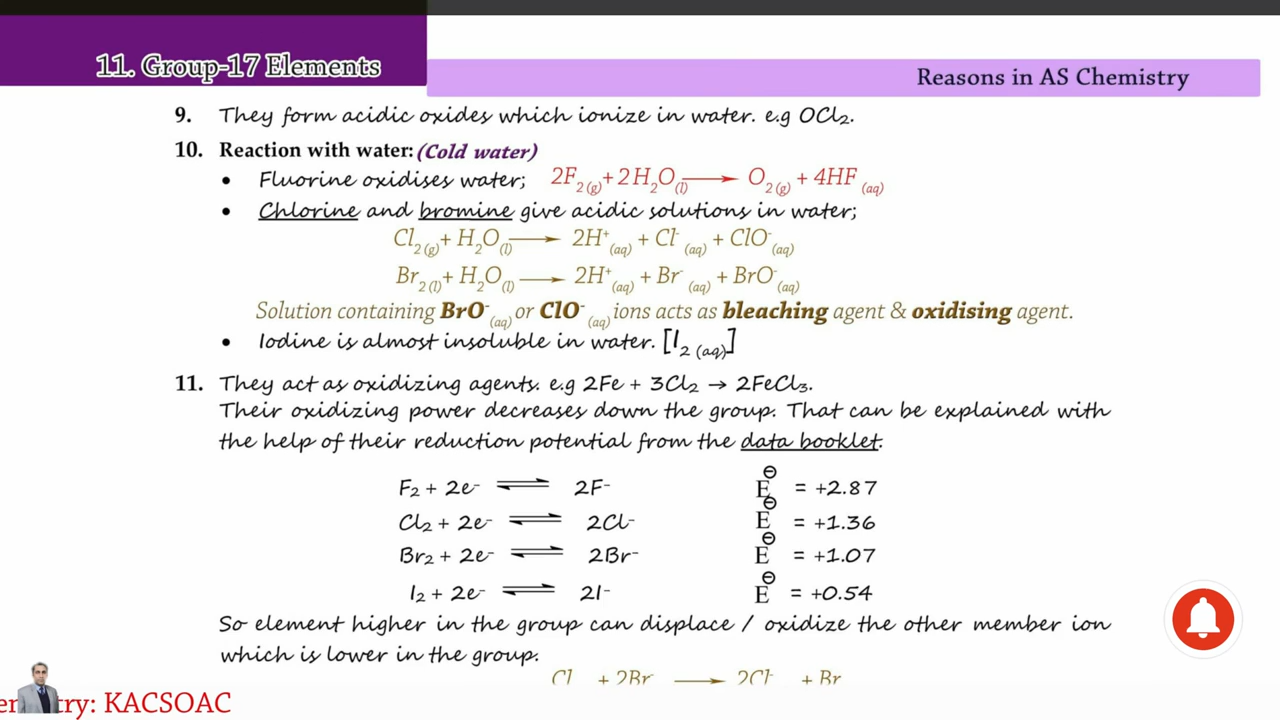 11. Group-17 Elements
Reasons in AS Chemistry
9. They form acidic oxides which ionize in water. e.g OCl₂.
10. Reaction with water: (Cold water)
• Fluorine oxidises water; 2F₂(g) + 2H₂O(l) ⟶ O₂(g) + 4HF(aq)
• Chlorine and bromine give acidic solutions in water;
Cl₂(g) + H₂O(l) ⟶ 2H⁺(aq) + Cl⁻(aq) + ClO⁻(aq)
Br₂(l) + H₂O(l) ⟶ 2H⁺(aq) + Br⁻(aq) + BrO⁻(aq)
Solution containing BrO⁻(aq) or ClO⁻(aq) ions acts as bleaching agent & oxidising agent.
• Iodine is almost insoluble in water. [I₂(aq)]
11. They act as oxidizing agents. e.g 2Fe + 3Cl₂ → 2FeCl₃.
Their oxidizing power decreases down the group. That can be explained with
the help of their reduction potential from the data booklet.
F₂ + 2e⁻ ⇌ 2F⁻ E⊖ = +2.87
Cl₂ + 2e⁻ ⇌ 2Cl⁻ E⊖ = +1.36
Br₂ + 2e⁻ ⇌ 2Br⁻ E⊖ = +1.07
I₂ + 2e⁻ ⇌ 2I⁻ E⊖ = +0.54
So element higher in the group can displace / oxidize the other member ion
which is lower in the group.
Cl + 2Br ⟶ 2Cl⁻ + Br
try: KACSOAC